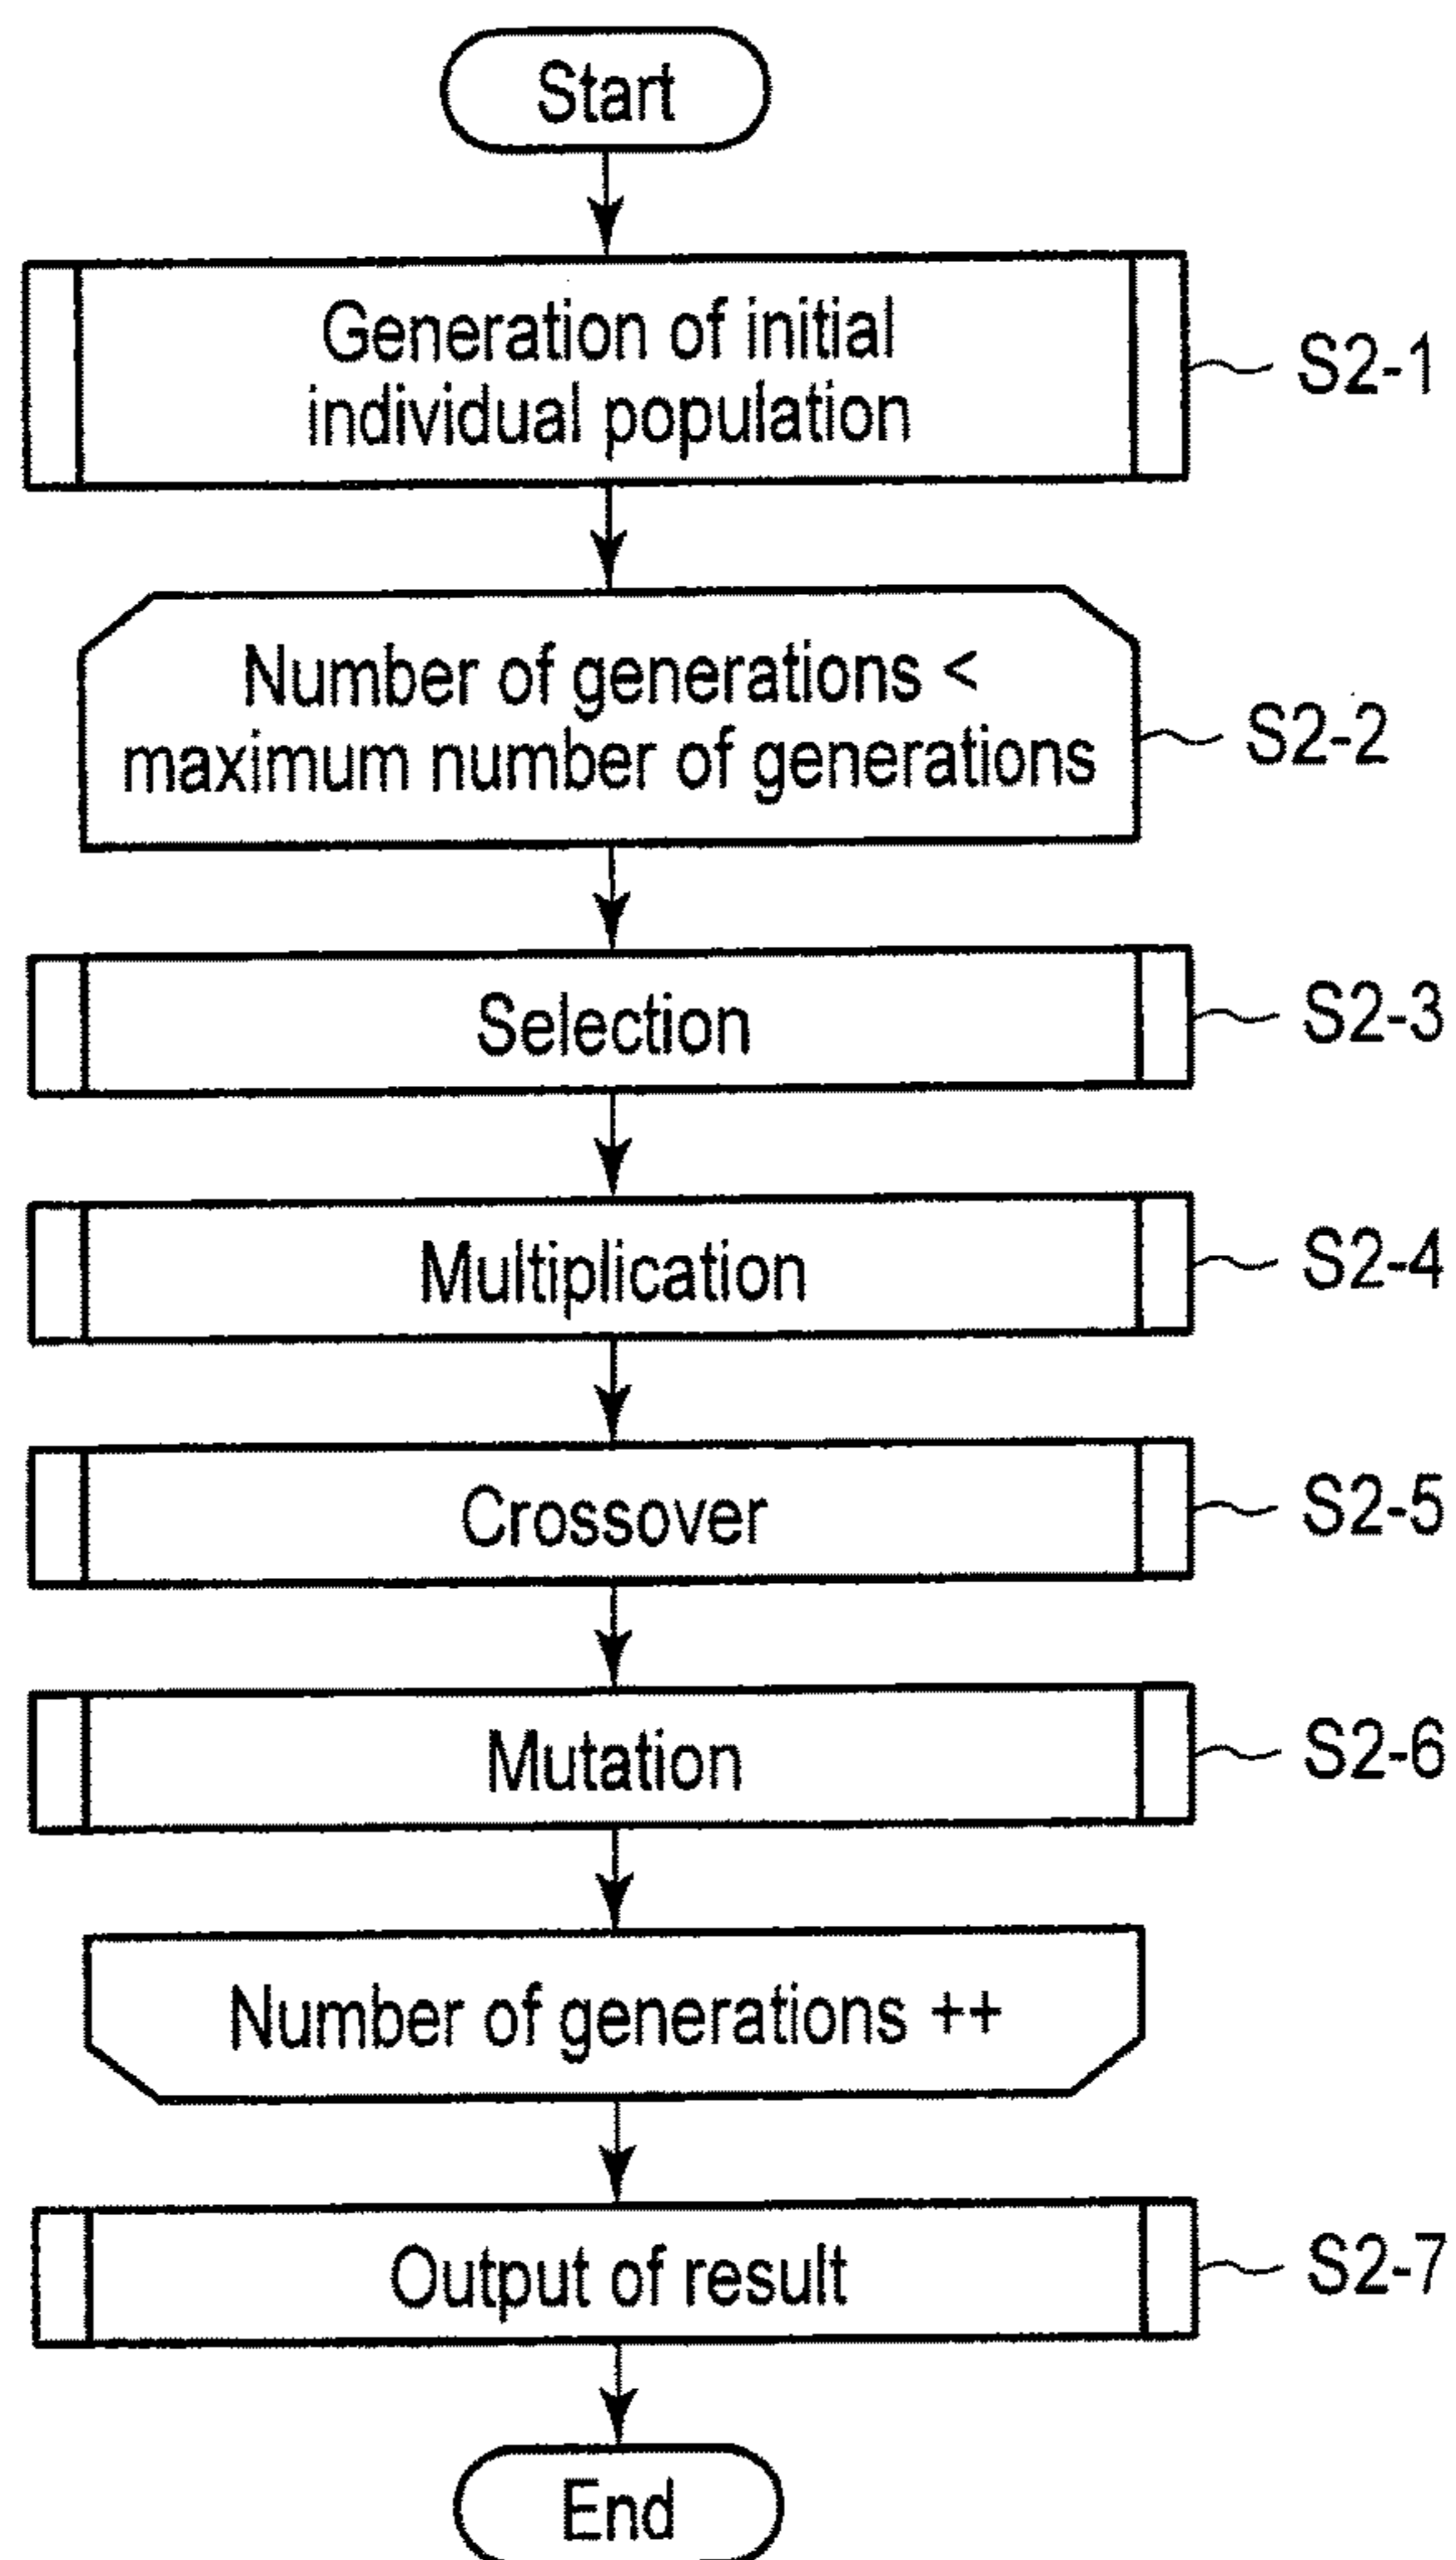 Start
Generation of initial
individual population
S2-1
Number of generations <
maximum number of generations
S2-2
Selection
S2-3
Multiplication
S2-4
Crossover
S2-5
Mutation
S2-6
Number of generations ++
Output of result
S2-7
End